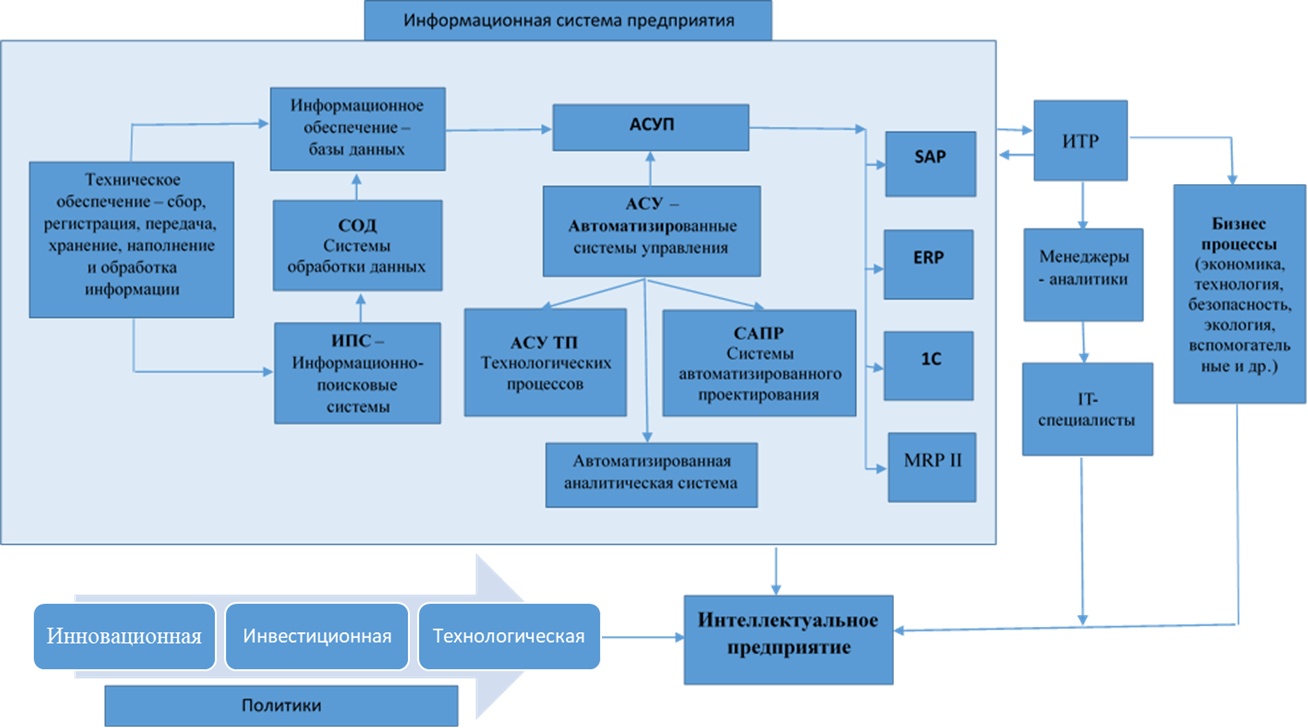 Информационная система предприятия
Информационное
обеспечение –
базы данных
АСУП
SAP
ИТР
Техническое
обеспечение – сбор,
регистрация, передача,
хранение, наполнение
и обработка
информации
СОД
Системы
обработки данных
АСУ –
Автоматизированные
системы управления
ERP
Менеджеры
- аналитики
Бизнес
процессы
(экономика,
технология,
безопасность,
экология,
вспомогатель
ные и др.)
ИПС –
Информационно-
поисковые
системы
АСУ ТП
Технологических
процессов
САПР
Системы
автоматизированного
проектирования
1С
IT-
специалисты
Автоматизированная
аналитическая система
MRP II
Инновационная
Инвестиционная
Технологическая
Интеллектуальное
предприятие
Политики